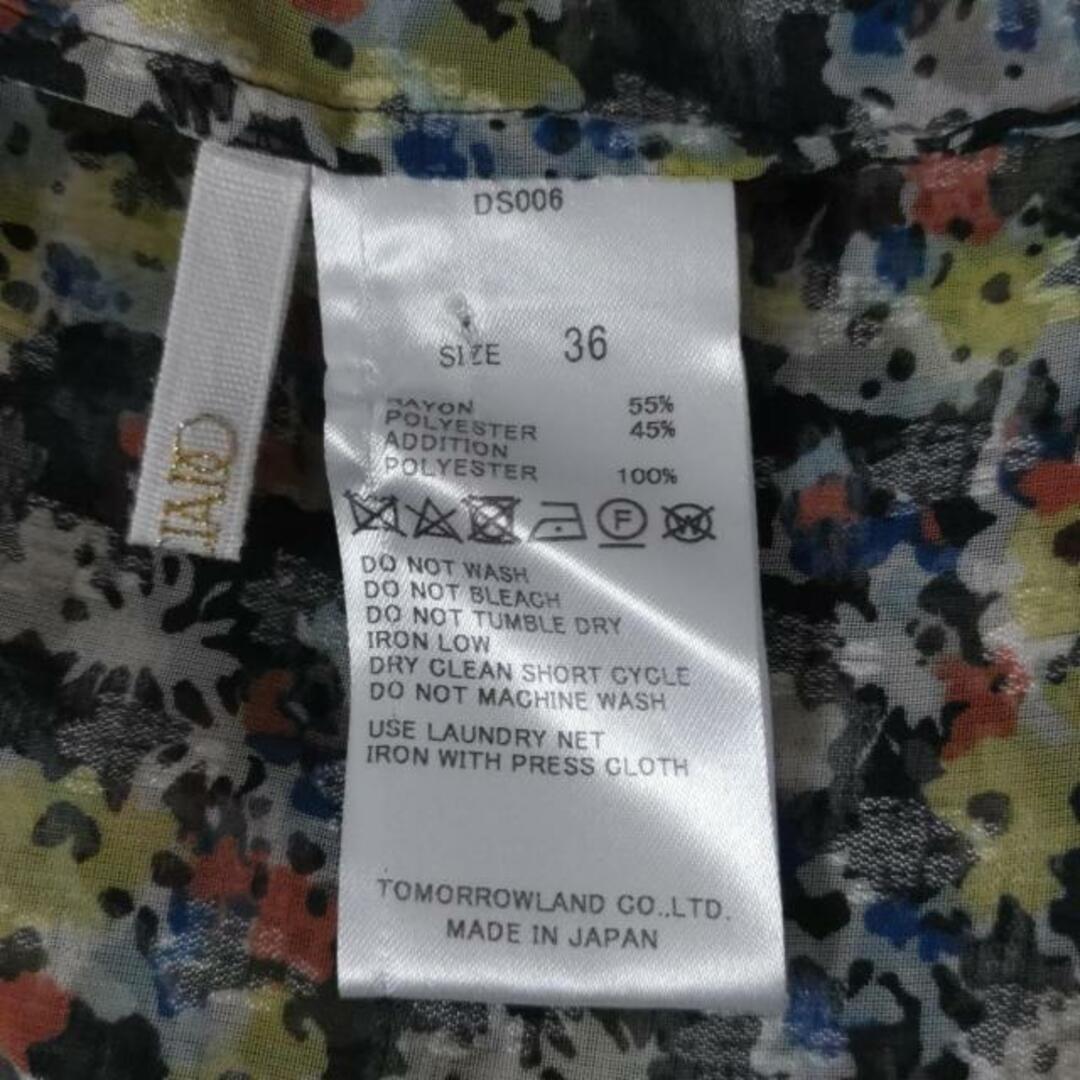 DS006
SIZE 36
RAYON 55%
POLYESTER 45%
ADDITION
POLYESTER 100%
F
W
DO NOT WASH
DO NOT BLEACH
DO NOT TUMBLE DRY
IRON LOW
DRY CLEAN SHORT CYCLE
DO NOT MACHINE WASH
USE LAUNDRY NET
IRON WITH PRESS CLOTH
TOMORROWLAND CO.,LTD.
MADE IN JAPAN